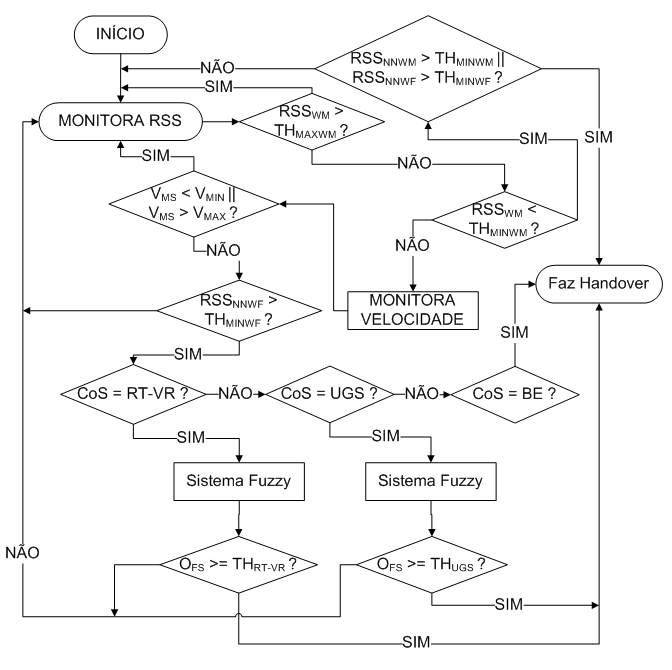 INÍCIO
RSSNNWM > THMINWM ||
RSSNNWF > THMINWF ?
NÃO
SIM
MONITORA RSS
RSSWM >
THMAXWM ?
SIM
SIM
SIM
NÃO
VMS < VMIN ||
VMS > VMAX ?
RSSWM <
THMINWM ?
NÃO
NÃO
Faz Handover
RSSNNWF >
THMINWF ?
MONITORA
VELOCIDADE
SIM
SIM
CoS = RT-VR ?
NÃO
CoS = UGS ?
NÃO
CoS = BE ?
SIM
SIM
Sistema Fuzzy
Sistema Fuzzy
NÃO
OFS >= THRT-VR ?
OFS >= THUGS ?
SIM
SIM